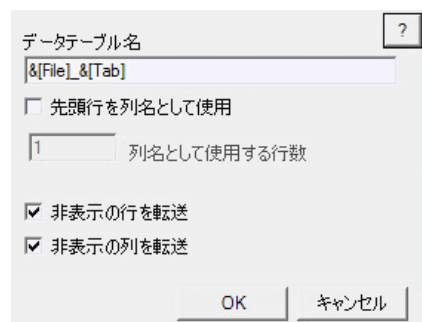 ?
データテーブル名
&[File]_&[Tab]
先頭行を列名として使用
1 列名として使用する行数
非表示の行を転送
非表示の列を転送
OK キャンセル